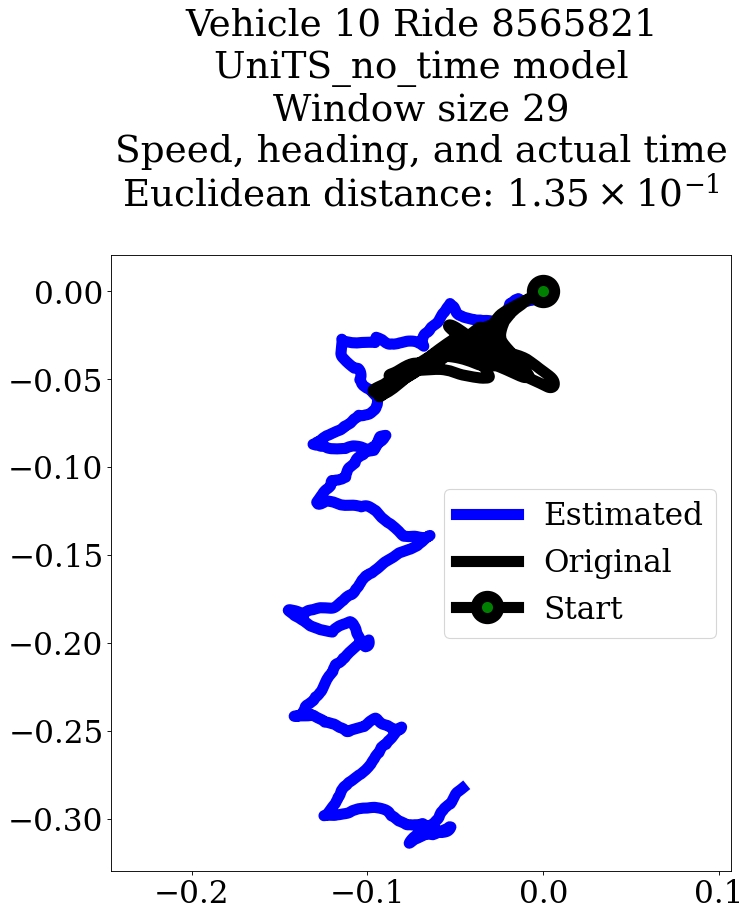 Vehicle 10 Ride 8565821
UniTS_no_time model
Window size 29
Speed, heading, and actual time
Euclidean distance: 1.35 × 10⁻¹
0.00
−0.05
−0.10
−0.15
−0.20
−0.25
−0.30
Estimated
Original
Start
−0.2
−0.1
0.0
0.1